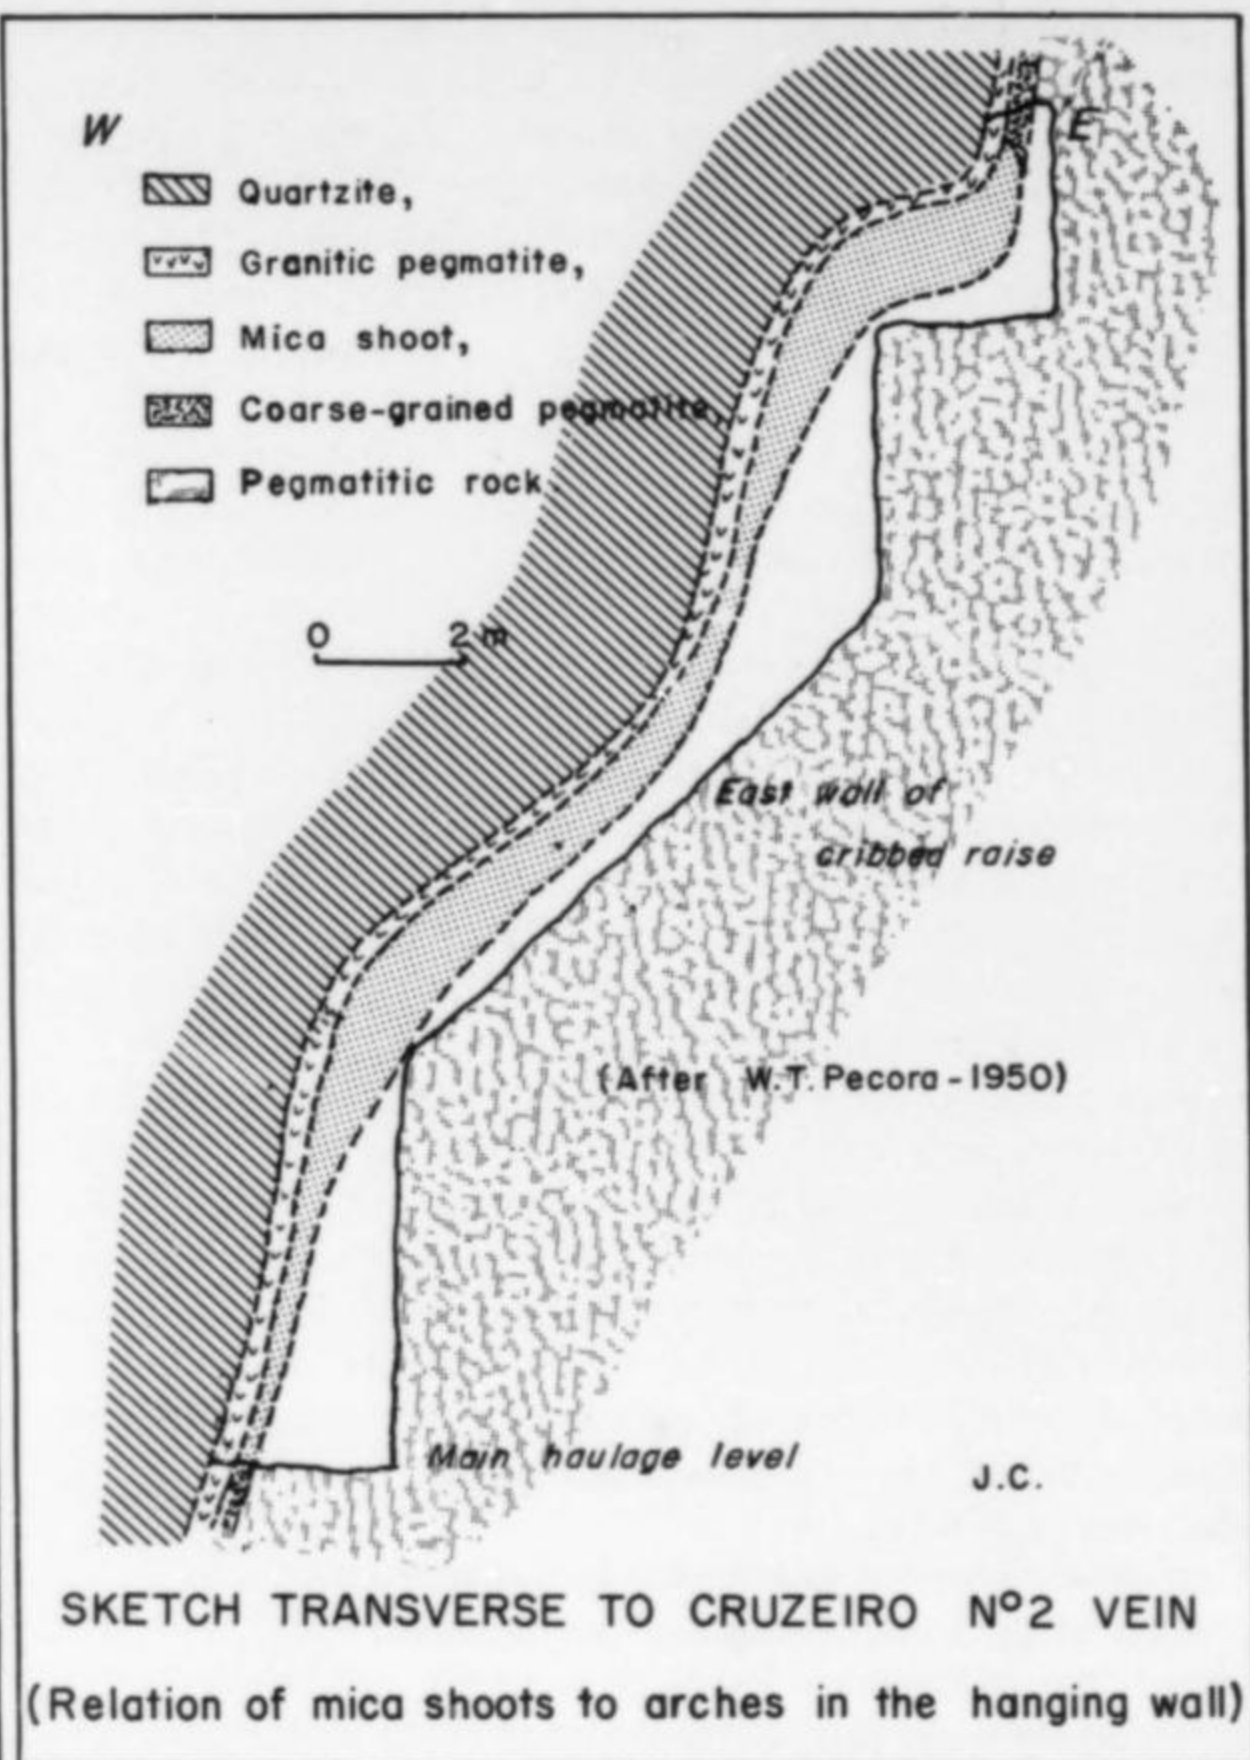 W
E
Quartzite,
Granitic pegmatite,
Mica shoot,
Coarse-grained pegmatite,
Pegmatitic rock
0 2 m
East wall of
cribbed raise
(After W.T. Pecora - 1950)
Main haulage level
J.C.
SKETCH TRANSVERSE TO CRUZEIRO Nº2 VEIN
(Relation of mica shoots to arches in the hanging wall)